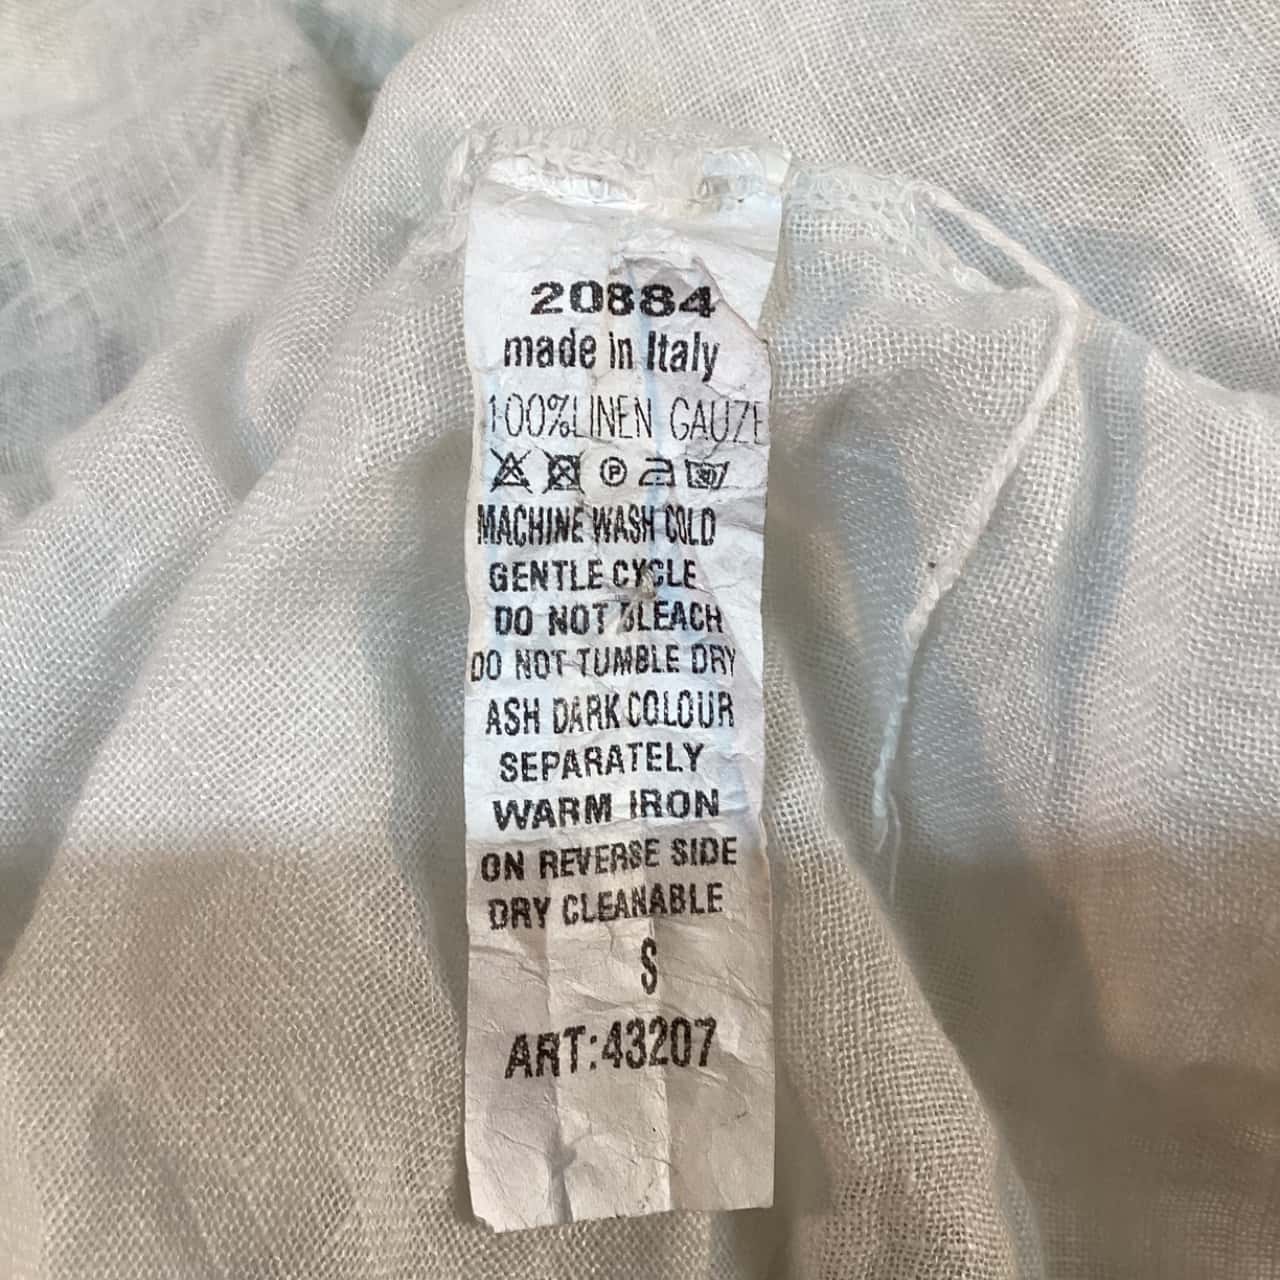 20884
made in Italy
100%LINEN GAUZE
MACHINE WASH COLD
GENTLE CYCLE
DO NOT BLEACH
DO NOT TUMBLE DRY
ASH DARK COLOUR
SEPARATELY
WARM IRON
ON REVERSE SIDE
DRY CLEANABLE
S
ART:43207